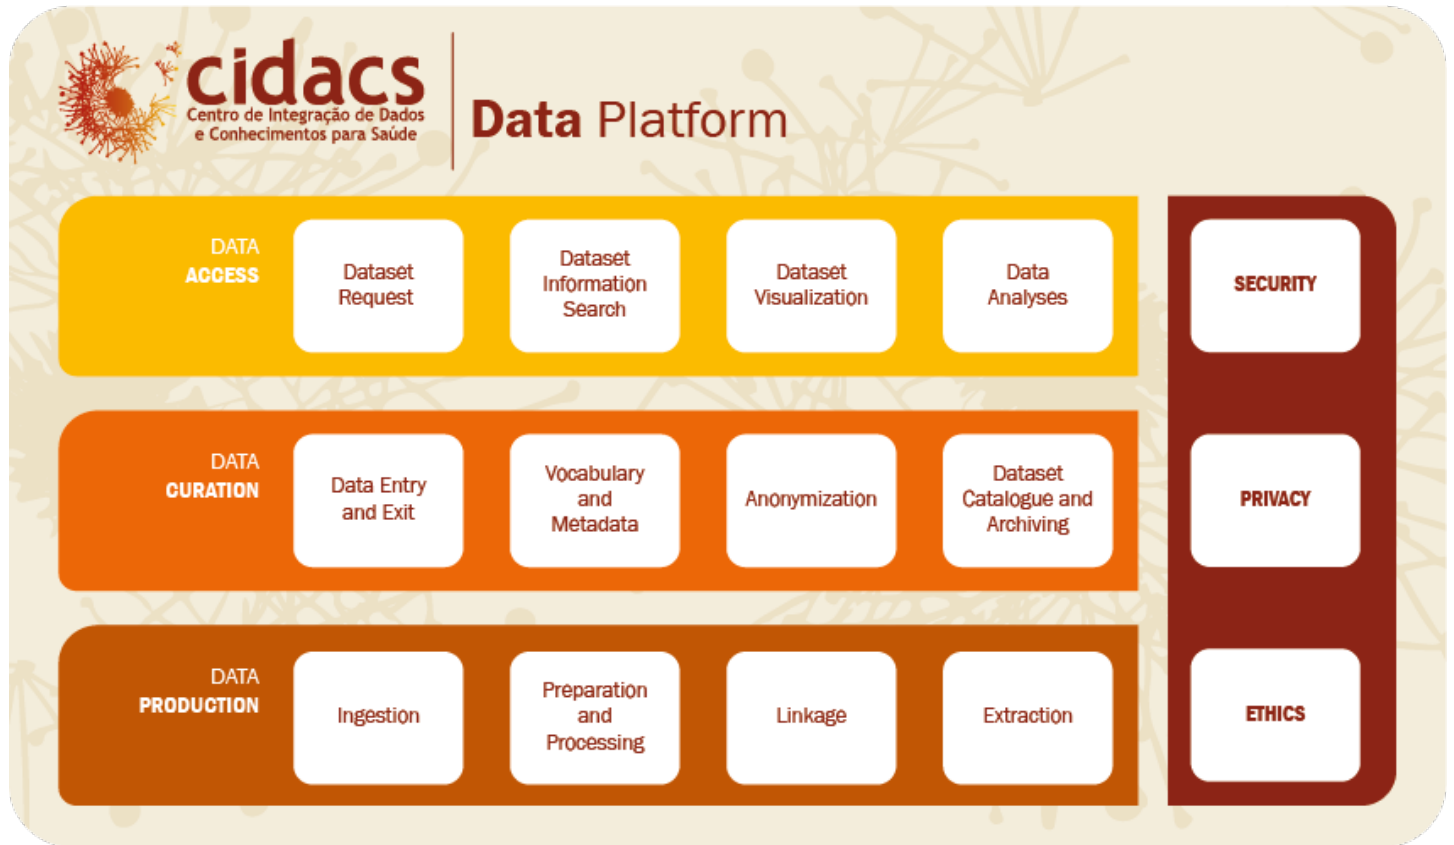 cidacs
Centro de Integração de Dados
e Conhecimentos para Saúde
Data Platform
DATA
ACCESS
Dataset
Request
Dataset
Information
Search
Dataset
Visualization
Data
Analyses
SECURITY
DATA
CURATION
Data Entry
and Exit
Vocabulary
and
Metadata
Anonymization
Dataset
Catalogue and
Archiving
PRIVACY
DATA
PRODUCTION
Ingestion
Preparation
and
Processing
Linkage
Extraction
ETHICS